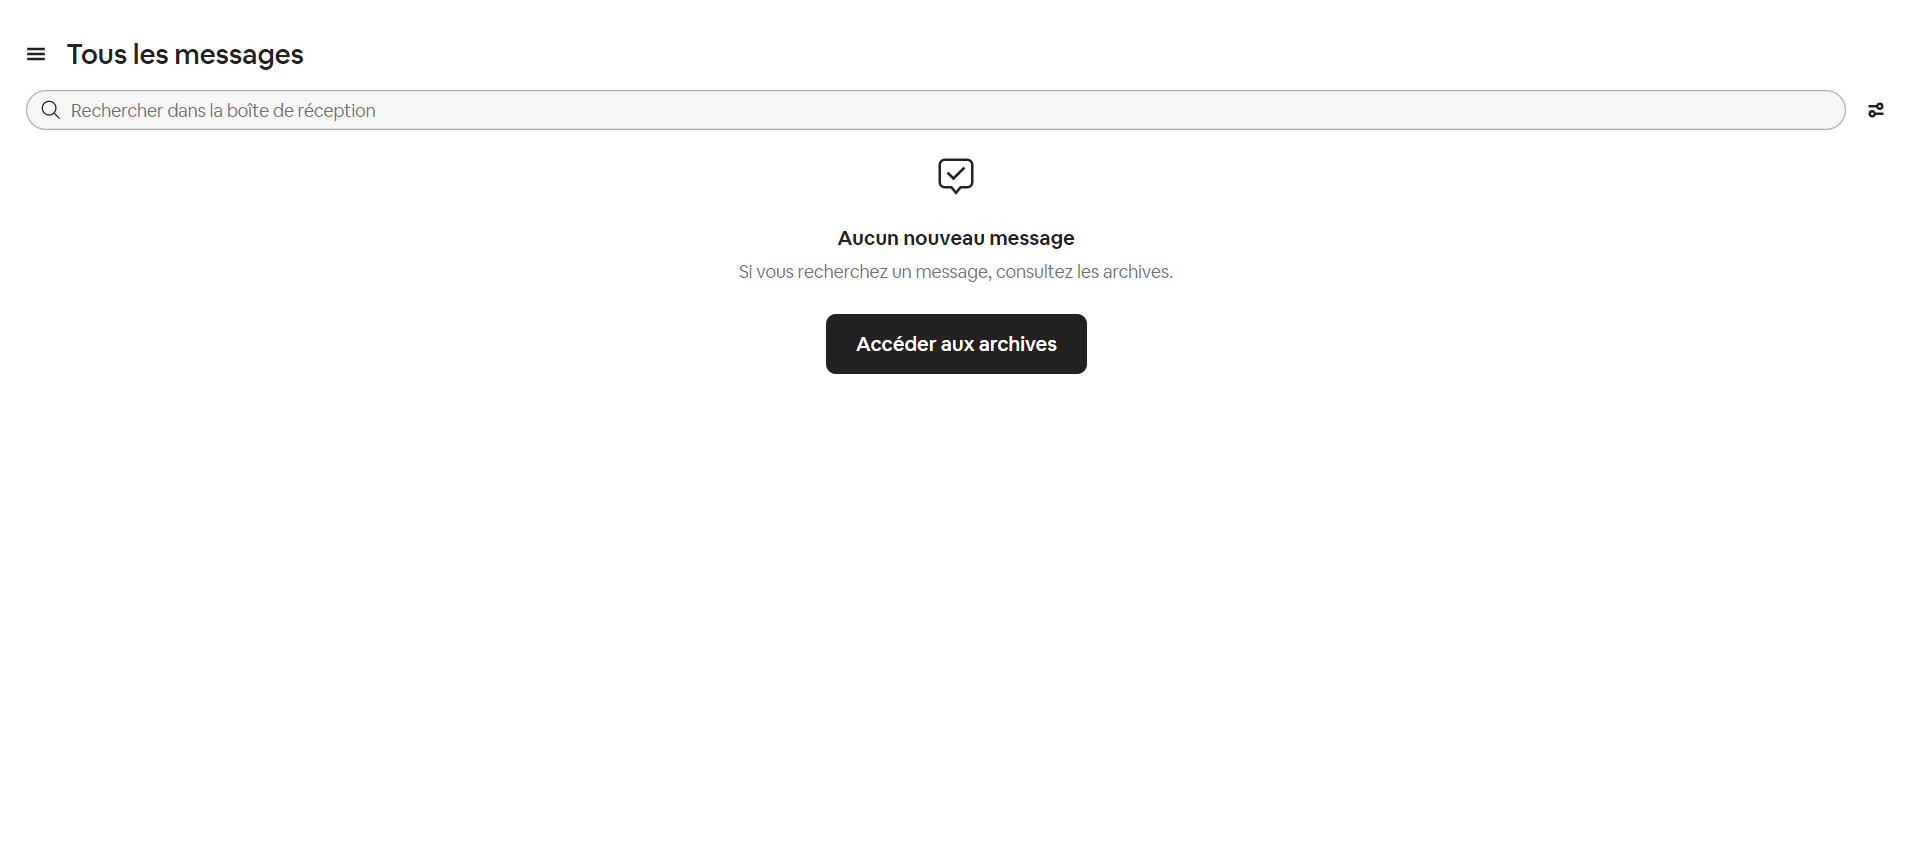 Tous les messages
Rechercher dans la boîte de réception
Aucun nouveau message
Si vous recherchez un message, consultez les archives.
Accéder aux archives